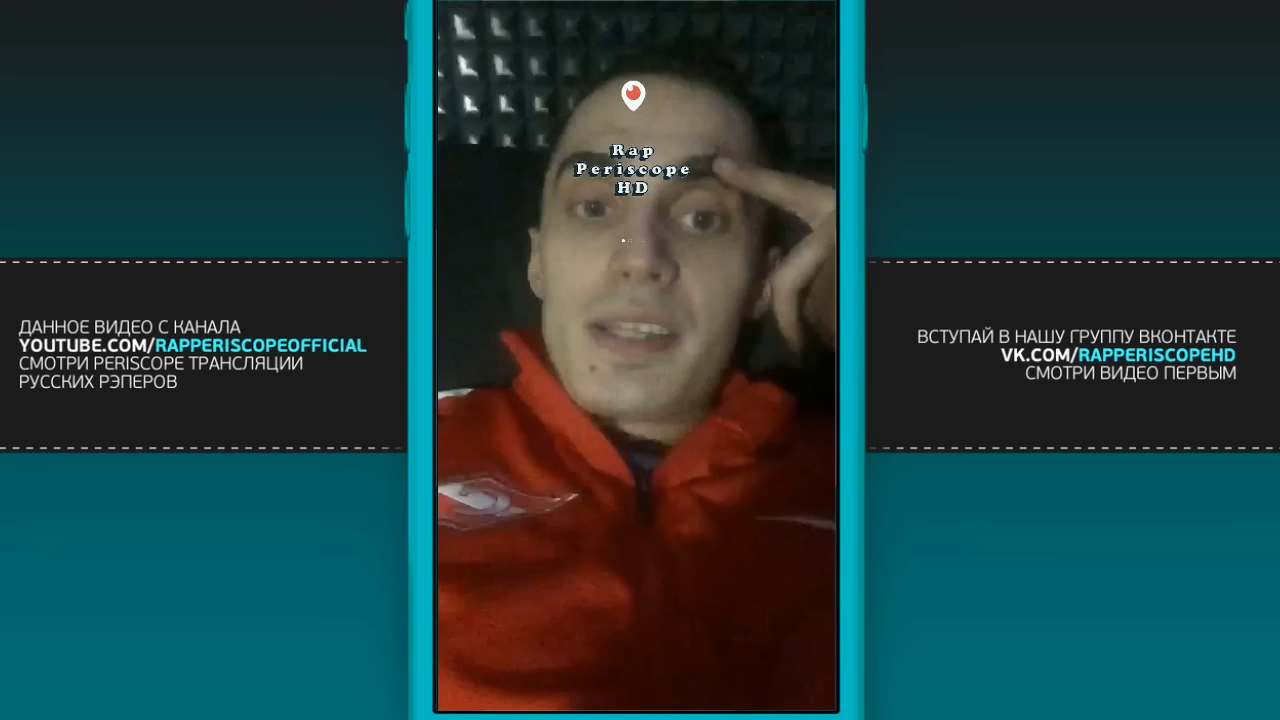 Rap
Periscope
HD
ДАННОЕ ВИДЕО С КАНАЛА
YOUTUBE.COM/RAPPERISCOPEOFFICIAL
СМОТРИ PERISCOPE ТРАНСЛЯЦИИ
РУССКИХ РЭПЕРОВ
ВСТУПАЙ В НАШУ ГРУППУ ВКОНТАКТЕ
VK.COM/RAPPERISCOPEHD
СМОТРИ ВИДЕО ПЕРВЫМ